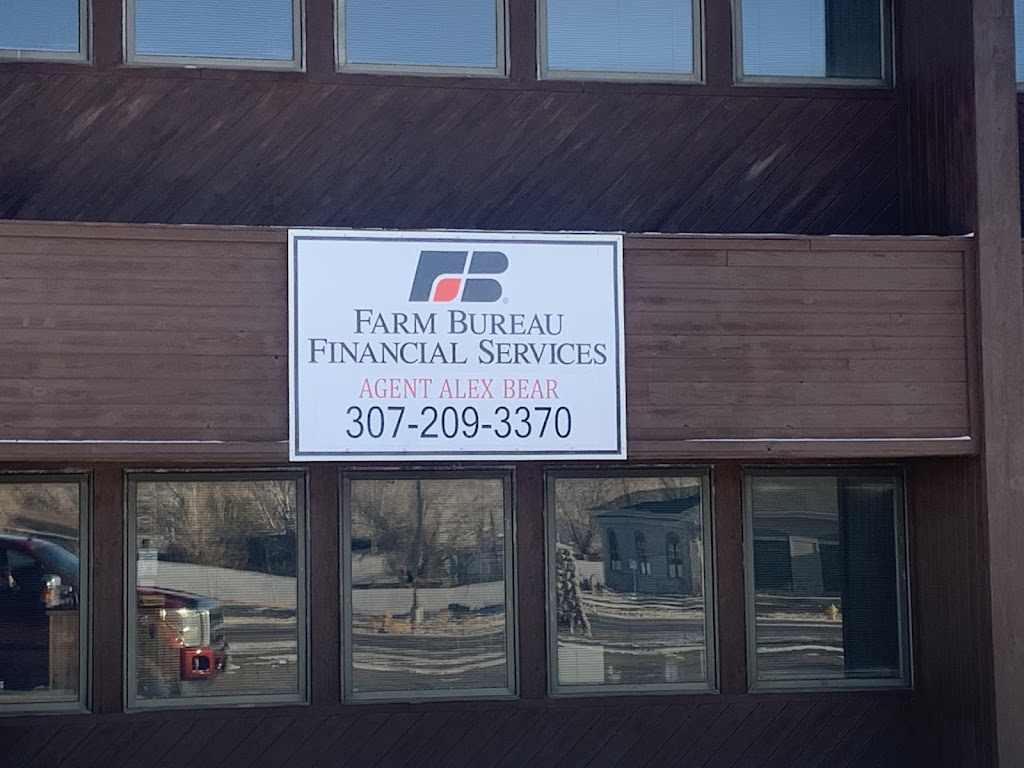 FB®
FARM BUREAU
FINANCIAL SERVICES
AGENT ALEX BEAR
307-209-3370